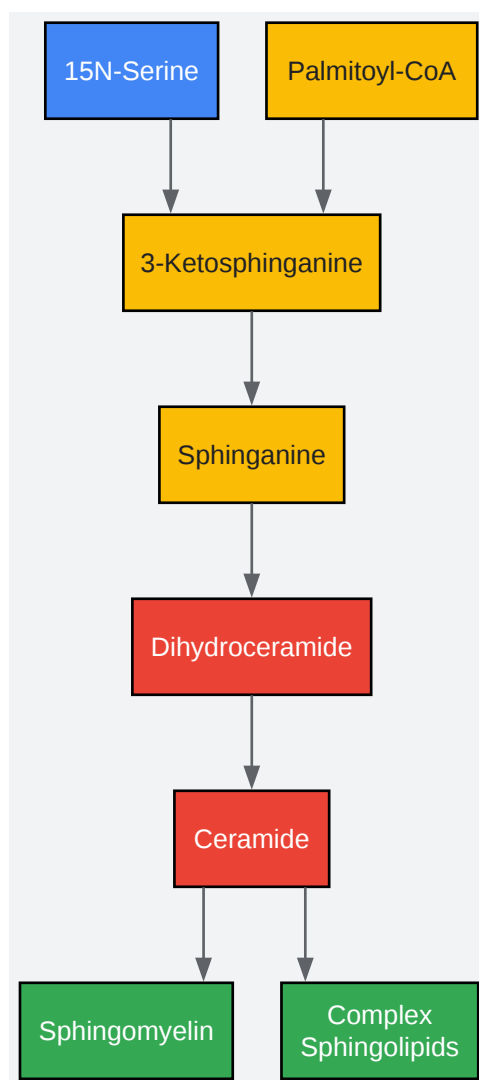 15N-Serine
Palmitoyl-CoA
3-Ketosphinganine
Sphinganine
Dihydroceramide
Ceramide
Sphingomyelin
Complex
Sphingolipids